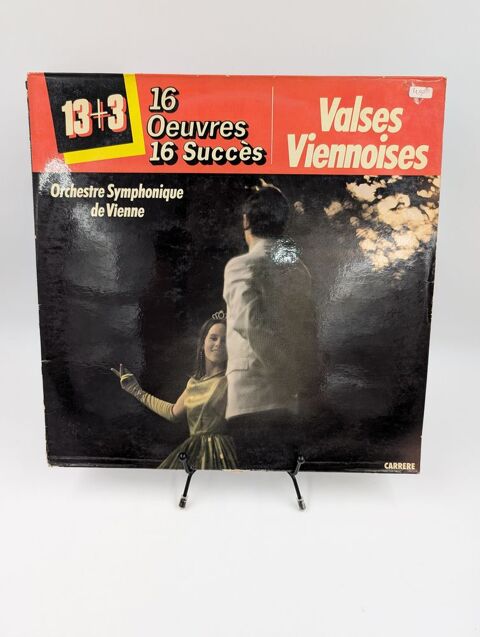 13+3
16
Oeuvres
16 Succès
Valses
Viennoises
Orchestre Symphonique
de Vienne
CARRERE